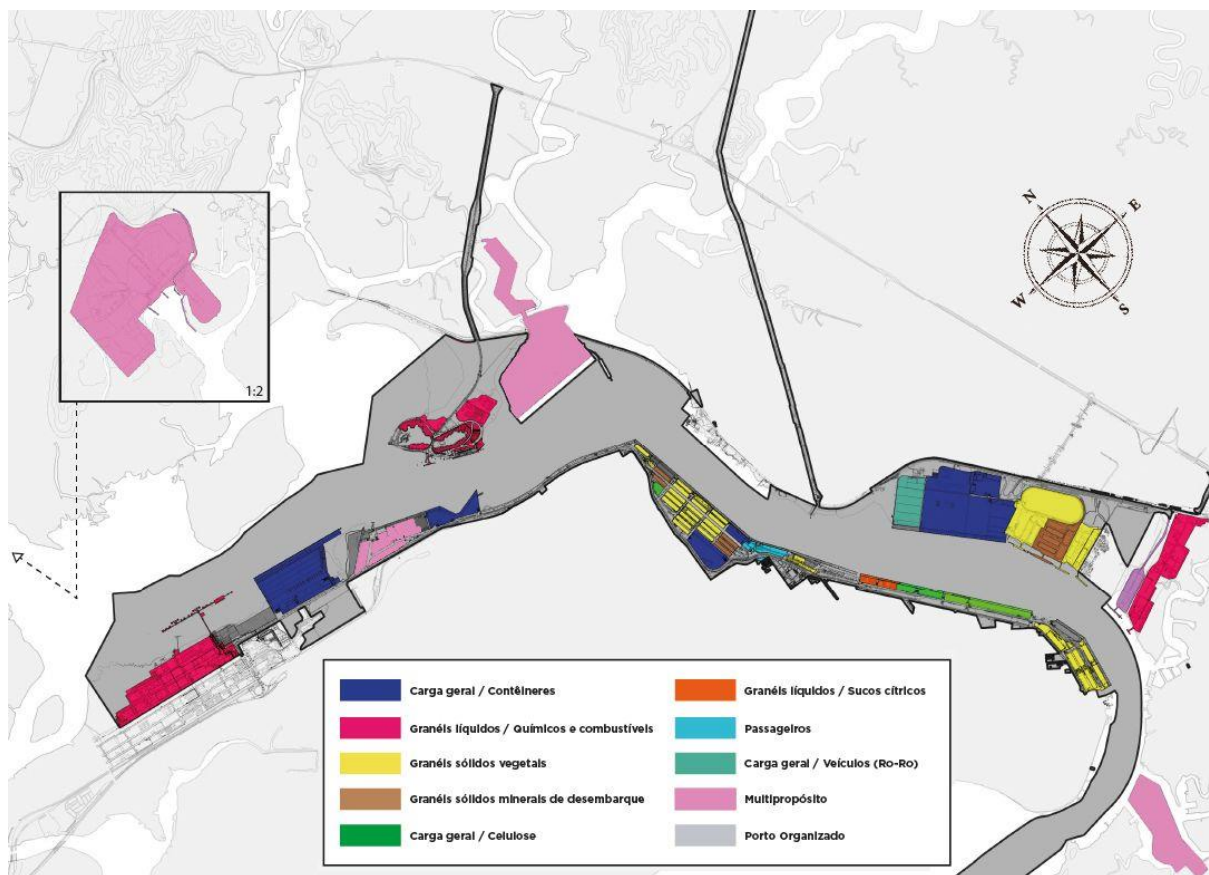 N
E
W
S
1:2
Carga geral / Contêineres
Granéis líquidos / Químicos e combustíveis
Granéis sólidos vegetais
Granéis sólidos minerais de desembarque
Carga geral / Celulose
Granéis líquidos / Sucos cítricos
Passageiros
Carga geral / Veículos (Ro-Ro)
Multipropósito
Porto Organizado